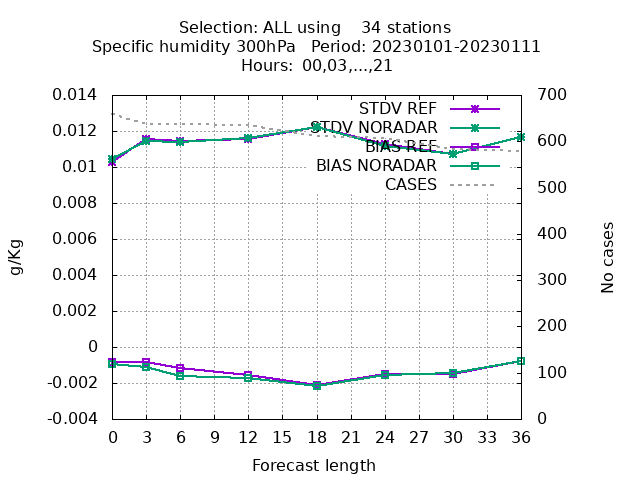 Selection: ALL using    34 stations
Specific humidity 300hPa   Period: 20230101-20230111
Hours: 00,03,...,21
STDV REF
STDV NORADAR
BIAS REF
BIAS NORADAR
CASES
0.014
0.012
0.01
0.008
0.006
0.004
0.002
0
-0.002
-0.004
g/Kg
700
600
500
400
300
200
100
0
No cases
0 3 6 9 12 15 18 21 24 27 30 33 36
Forecast length